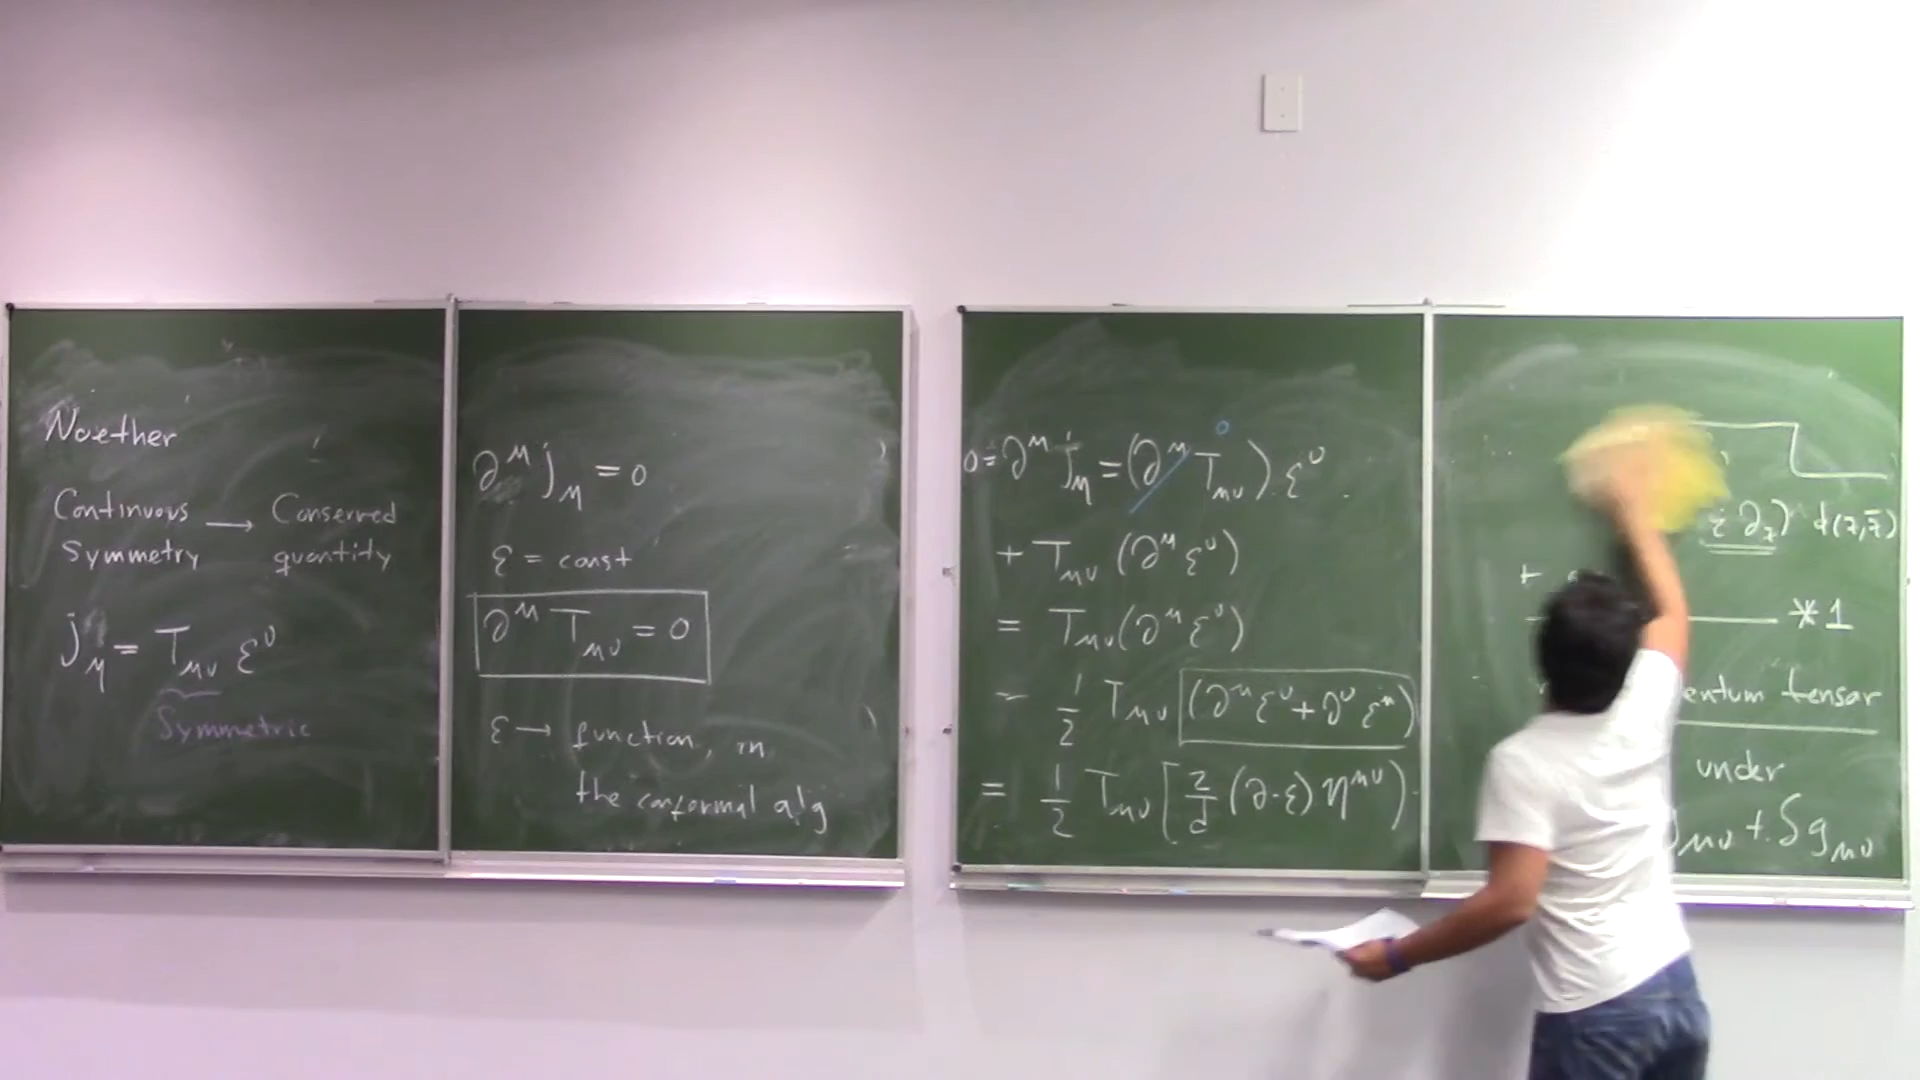 Noether
Continuous → Conserved
Symmetry quantity
j_μ = T_μν ε^ν
Symmetric
∂^μ j_μ = 0
ε = const
∂^μ T_μν = 0
ε → function, in
the conformal alg
0 = ∂^μ j_μ = (∂^μ T_μν) ε^ν
0
+ T_μν (∂^μ ε^ν)
= T_μν (∂^μ ε^ν)
= 1/2 T_μν (∂^μ ε^ν + ∂^ν ε^μ)
= 1/2 T_μν [2/d (∂·ε) η^μν)
∂_z) d(z, z̄)
+
*1
entum tensor
under
g_μν + δg_μν